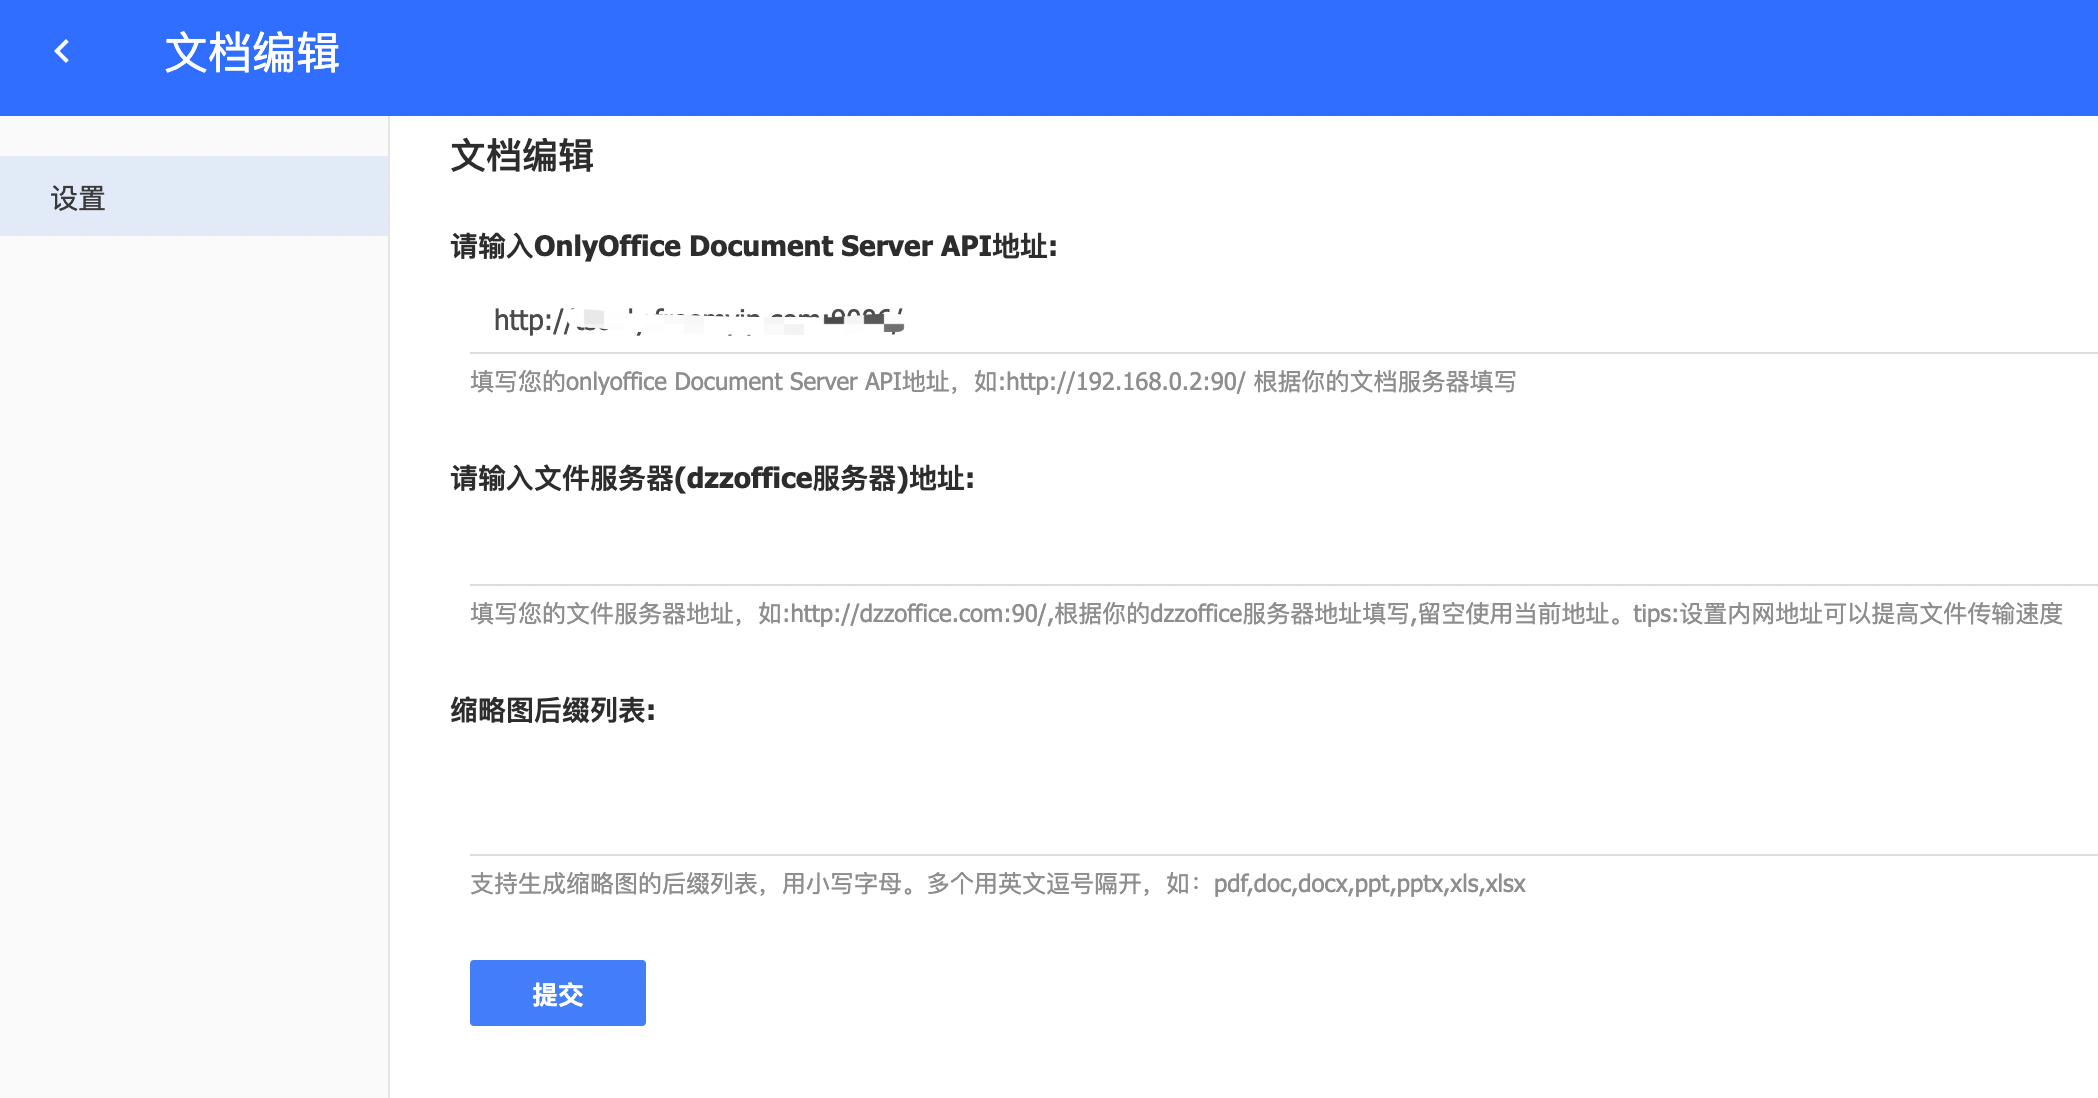 文档编辑
设置
文档编辑
请输入OnlyOffice Document Server API地址:
http://
填写您的onlyoffice Document Server API地址，如:http://192.168.0.2:90/ 根据你的文档服务器填写
请输入文件服务器(dzzoffice服务器)地址:
填写您的文件服务器地址，如:http://dzzoffice.com:90/,根据你的dzzoffice服务器地址填写,留空使用当前地址。tips:设置内网地址可以提高文件传输速度
缩略图后缀列表:
支持生成缩略图的后缀列表，用小写字母。多个用英文逗号隔开，如：pdf,doc,docx,ppt,pptx,xls,xlsx
提交